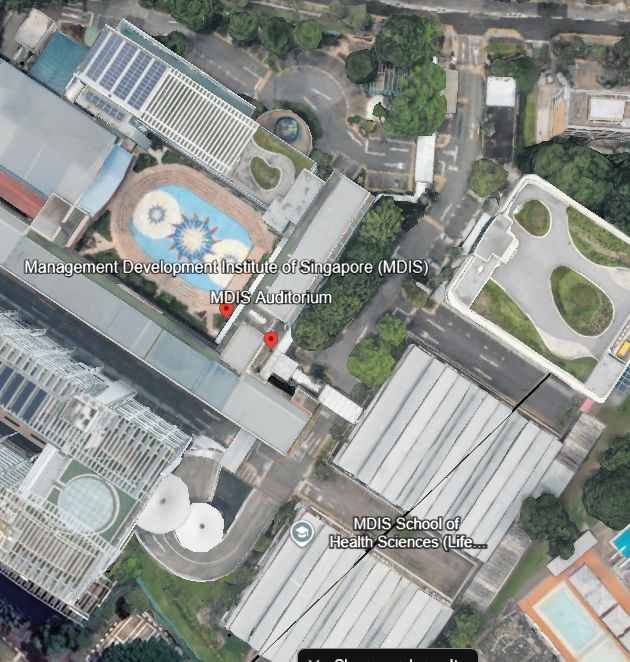 Management Development Institute of Singapore (MDIS)
MDIS Auditorium
MDIS School of
Health Sciences (Life...